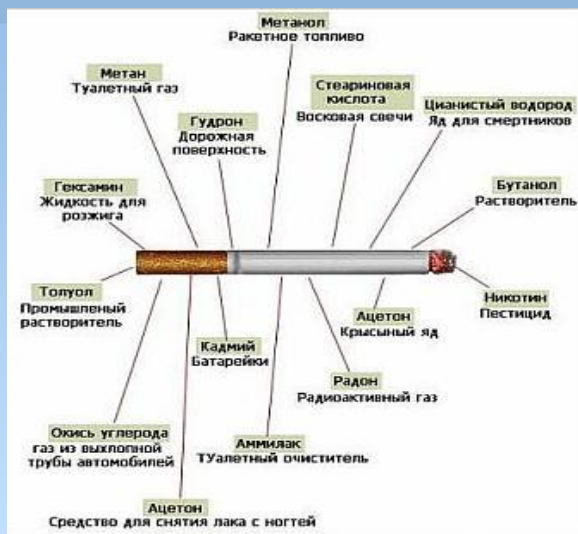 Метанол
Ракетное топливо
Метан
Туалетный газ
Стеариновая
кислота
Восковая свечи
Цианистый водород
Яд для смертников
Гудрон
Дорожная
поверхность
Гексамин
Жидкость для
розжига
Бутанол
Растворитель
Толуол
Промышленый
растворитель
Никотин
Пестицид
Ацетон
Крысиный яд
Кадмий
Батарейки
Радон
Радиоактивный газ
Окись углерода
газ из выхлопной
трубы автомобилей
Аммилак
ТУалетный очиститель
Ацетон
Средство для снятия лака с ногтей